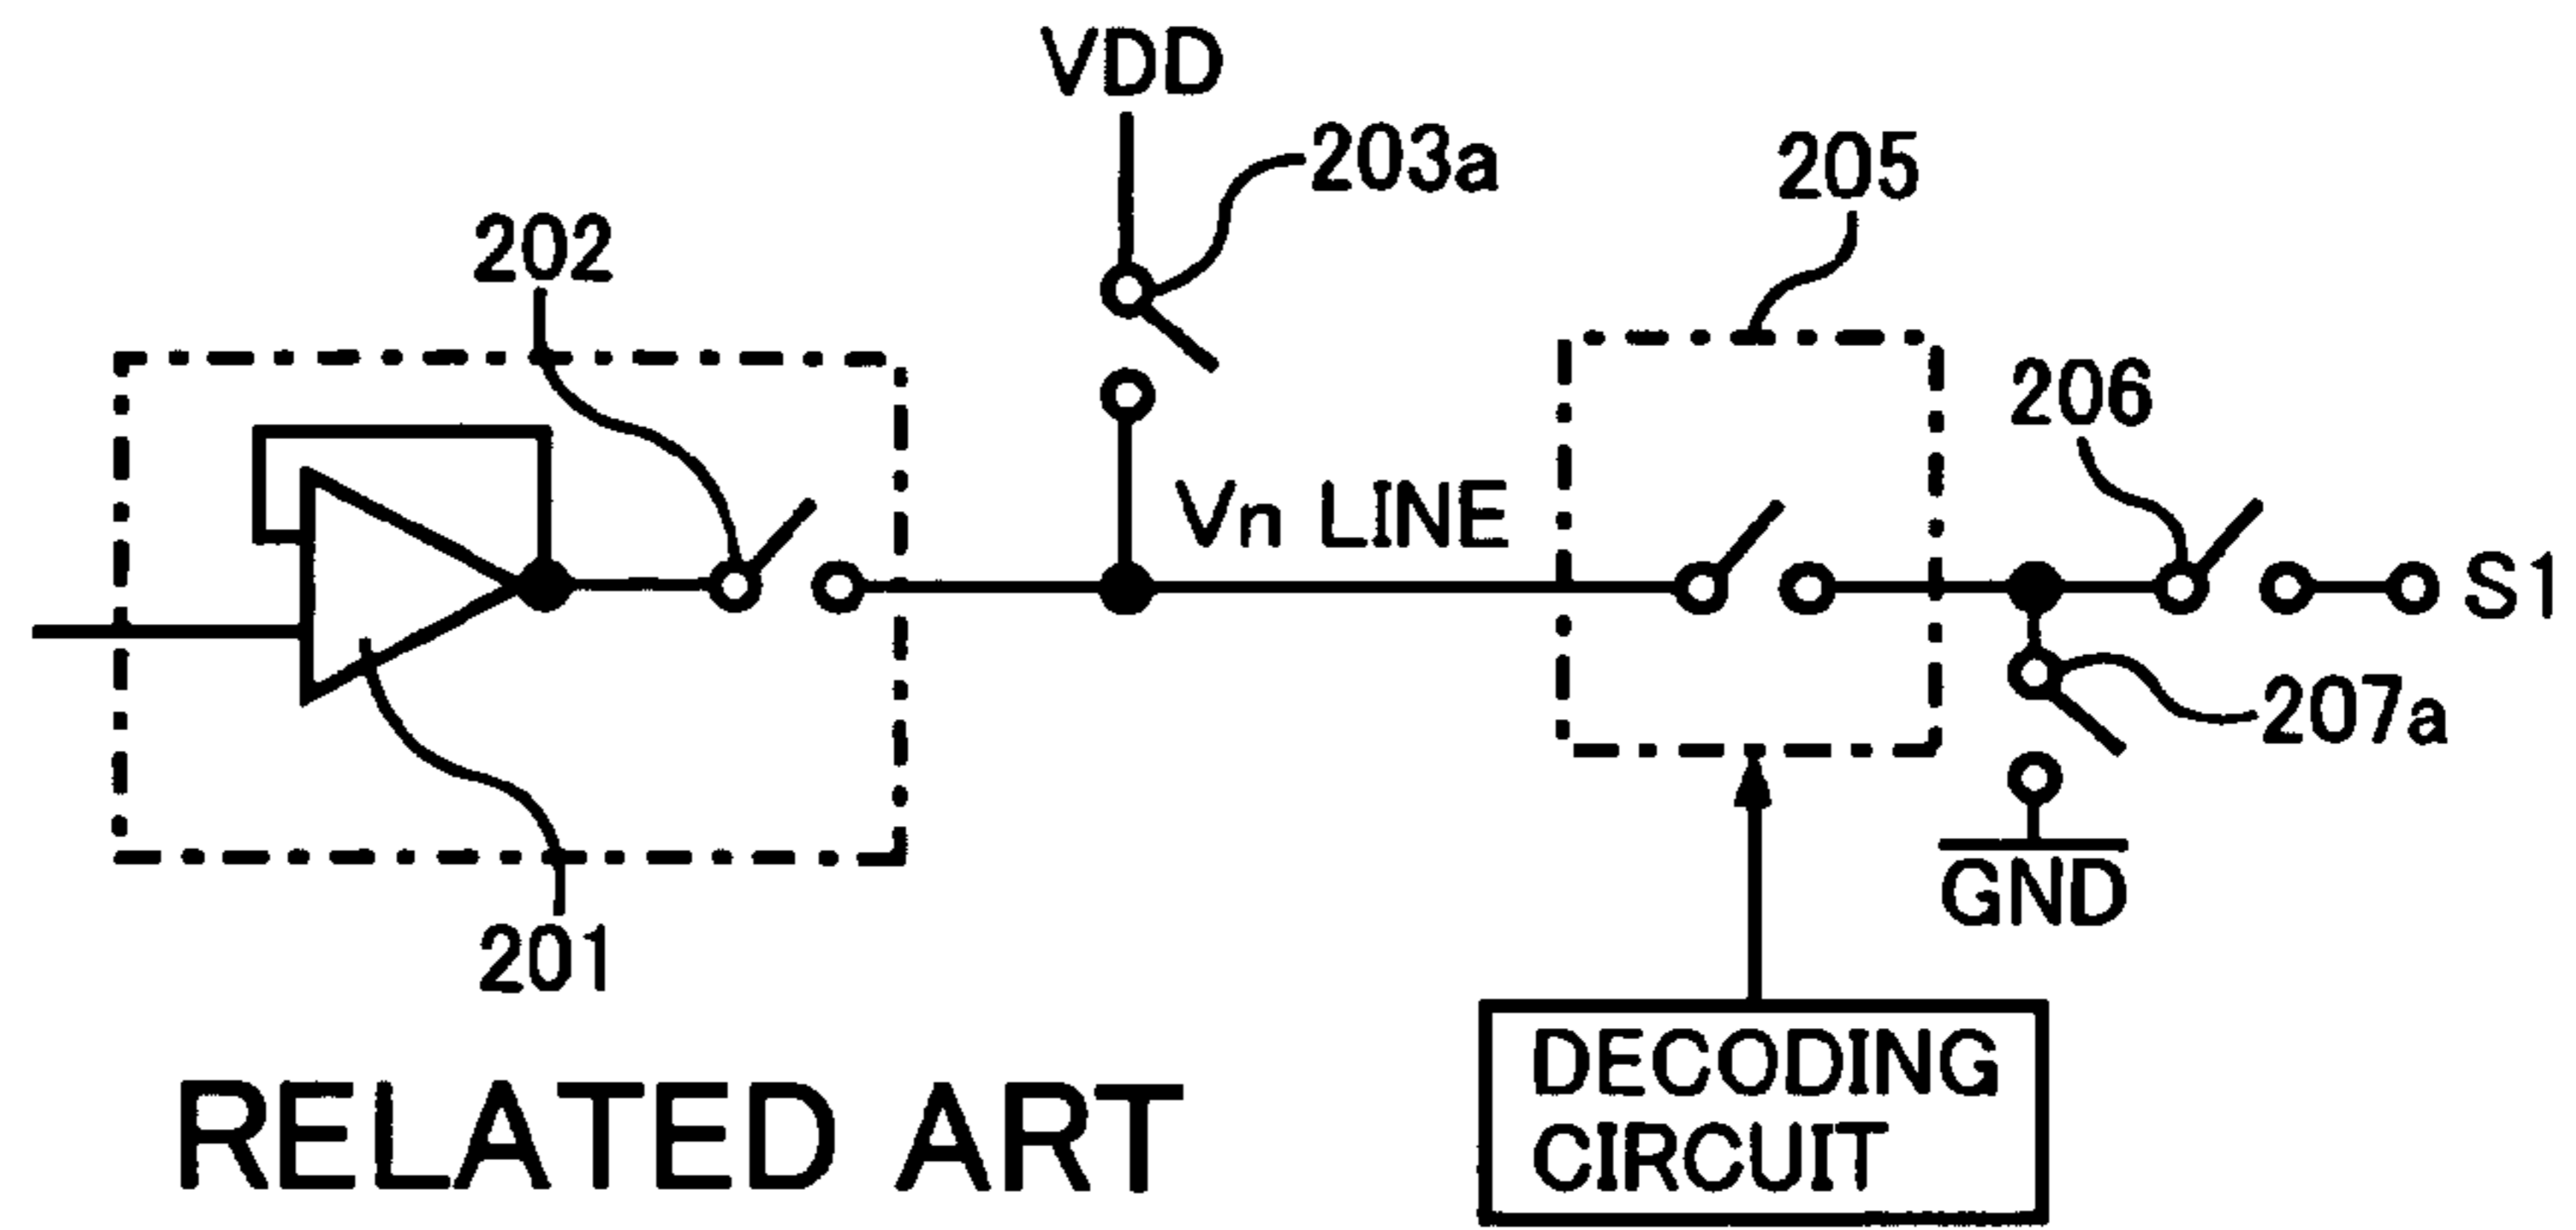 VDD
203a
205
202
206
Vn LINE
S1
207a
GND
201
DECODING
CIRCUIT
RELATED ART